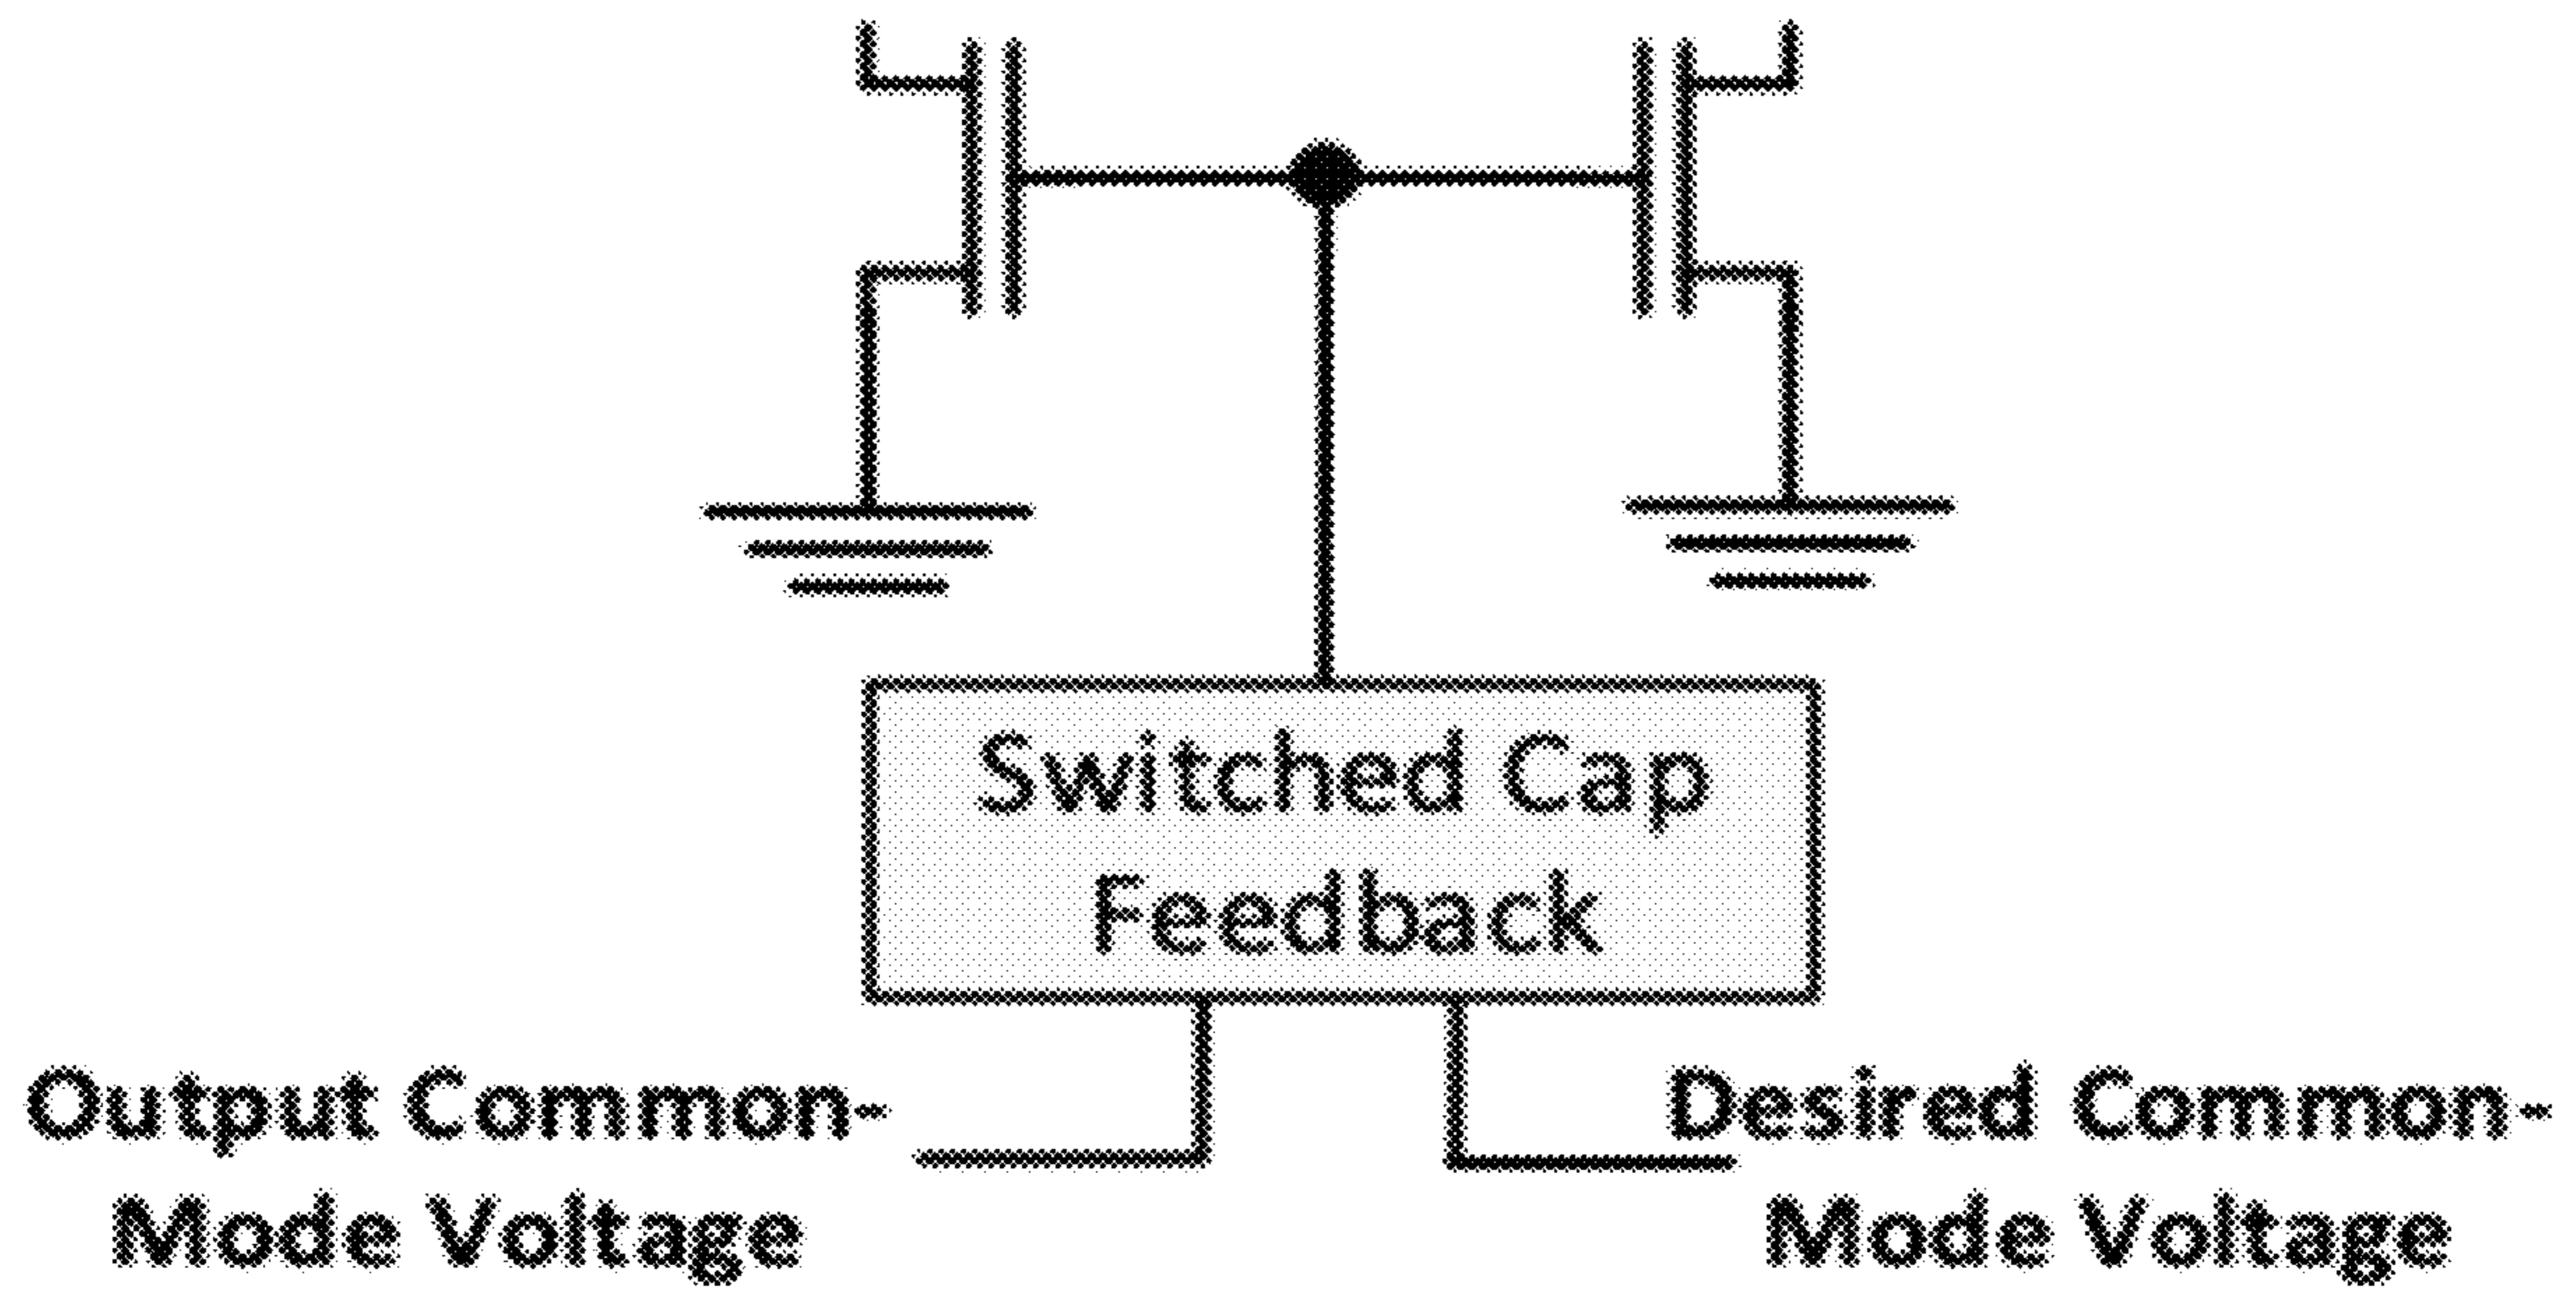 Switched Cap
Feedback
Output Common-
Mode Voltage
Desired Common-
Mode Voltage